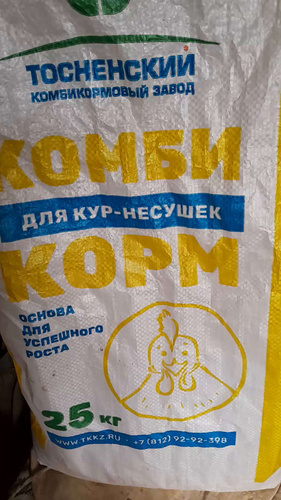 ТОСНЕНСКИЙ
КОМБИКОРМОВЫЙ ЗАВОД
КОМБИ
ДЛЯ КУР-НЕСУШЕК
КОРМ
ОСНОВА
ДЛЯ
УСПЕШНОГО
РОСТА
25 КГ
WWW.TKKZ.RU - +7 (812) 92-92-398